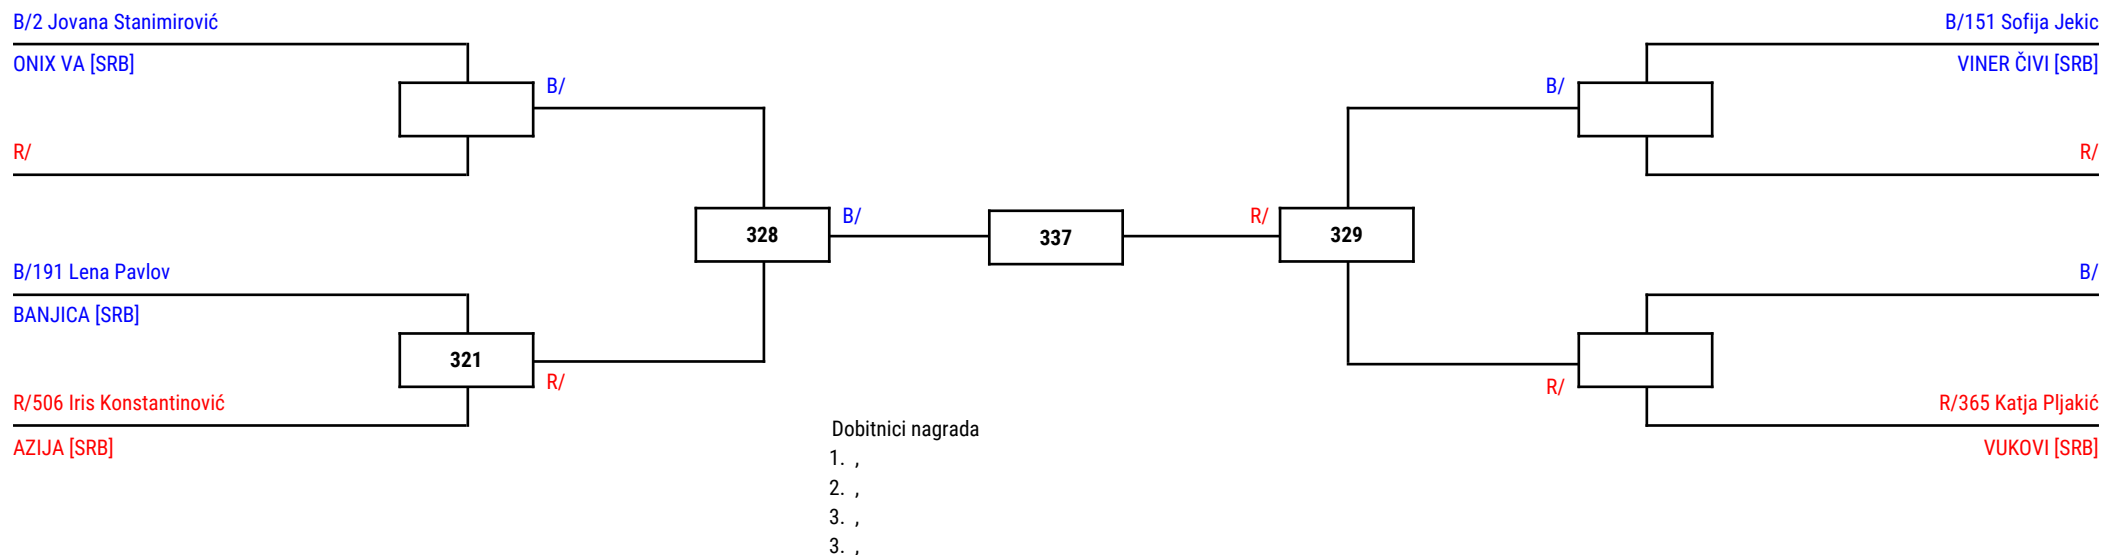 B/2 Jovana Stanimirović
ONIX VA [SRB]
B/
R/
328
B/
B/191 Lena Pavlov
BANJICA [SRB]
321
R/
R/506 Iris Konstantinović
AZIJA [SRB]
337
B/151 Sofija Jekic
VINER ČIVI [SRB]
B/
R/
R/
329
B/
R/
R/365 Katja Pljakić
VUKOVI [SRB]
Dobitnici nagrada
1. ,
2. ,
3. ,
3. ,